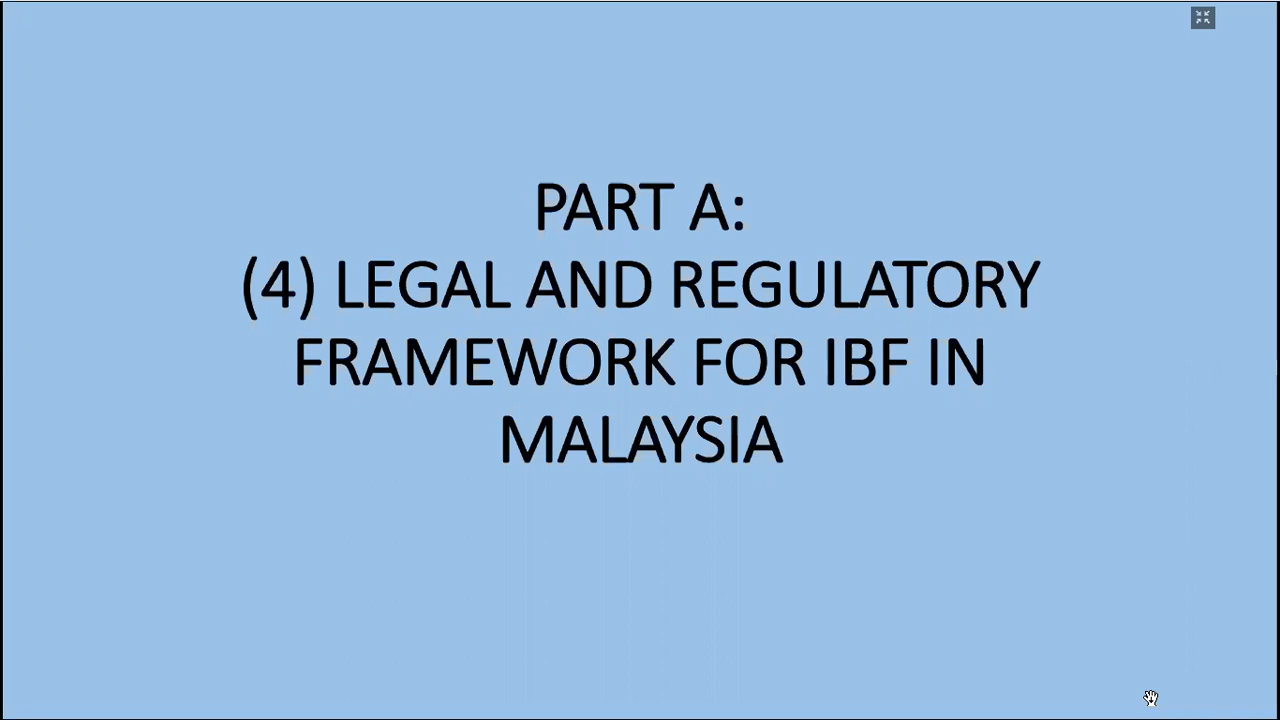 PART A:
(4) LEGAL AND REGULATORY
FRAMEWORK FOR IBF IN
MALAYSIA